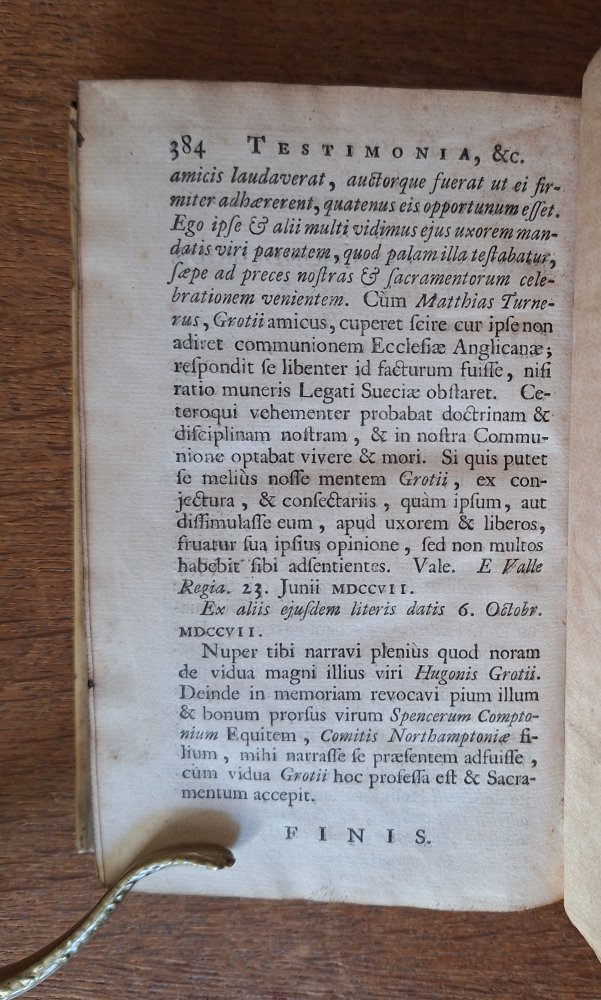 384 TESTIMONIA, &c.
amicis laudaverat, auctorque fuerat ut ei fir-
miter adhærerent, quatenus eis opportunum eſſet.
Ego ipſe & alii multi vidimus ejus uxorem man-
datis viri parentem, quod palam illa teſtabatur,
ſæpe ad preces noſtras & ſacramentorum cele-
brationem venientem. Cùm Matthias Turne-
rus, Grotii amicus, cuperet ſcire cur ipſe non
adiret communionem Eccleſiæ Anglicanæ;
reſpondit ſe libenter id facturum fuiſſe, niſi
ratio muneris Legati Sueciæ obſtaret. Ce-
teroqui vehementer probabat doctrinam &
diſciplinam noſtram, & in noſtra Commu-
nione optabat vivere & mori. Si quis putet
ſe meliùs noſſe mentem Grotii, ex con-
jectura, & conſectariis, quàm ipſum, aut
diſſimulaſſe eum, apud uxorem & liberos,
fruatur ſua ipſius opinione, ſed non multos
habebit ſibi adſentientes. Vale. E Valle
Regia. 23. Junii MDCCVII.
Ex aliis ejuſdem literis datis 6. Octobr.
MDCCVII.
Nuper tibi narravi pleniùs quod noram
de vidua magni illius viri Hugonis Grotii.
Deinde in memoriam revocavi pium illum
& bonum prorſus virum Spencerum Compto-
nium Equitem, Comitis Northamptoniæ fi-
lium, mihi narraſſe ſe præſentem adfuiſſe,
cùm vidua Grotii hoc profeſſa eſt & Sacra-
mentum accepit.
FINIS.